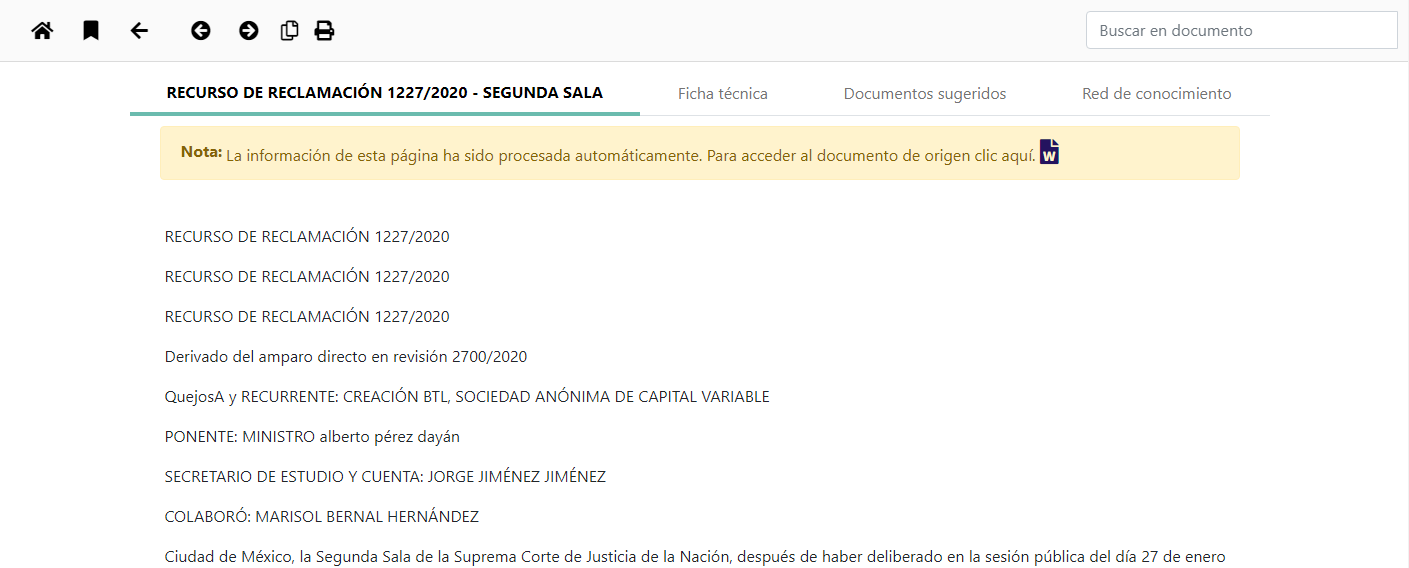 Buscar en documento
RECURSO DE RECLAMACIÓN 1227/2020 - SEGUNDA SALA
Ficha técnica
Documentos sugeridos
Red de conocimiento
Nota: La información de esta página ha sido procesada automáticamente. Para acceder al documento de origen clic aquí. W
RECURSO DE RECLAMACIÓN 1227/2020
RECURSO DE RECLAMACIÓN 1227/2020
RECURSO DE RECLAMACIÓN 1227/2020
Derivado del amparo directo en revisión 2700/2020
QuejosA y RECURRENTE: CREACIÓN BTL, SOCIEDAD ANÓNIMA DE CAPITAL VARIABLE
PONENTE: MINISTRO alberto pérez dayán
SECRETARIO DE ESTUDIO Y CUENTA: JORGE JIMÉNEZ JIMÉNEZ
COLABORÓ: MARISOL BERNAL HERNÁNDEZ
Ciudad de México, la Segunda Sala de la Suprema Corte de Justicia de la Nación, después de haber deliberado en la sesión pública del día 27 de enero